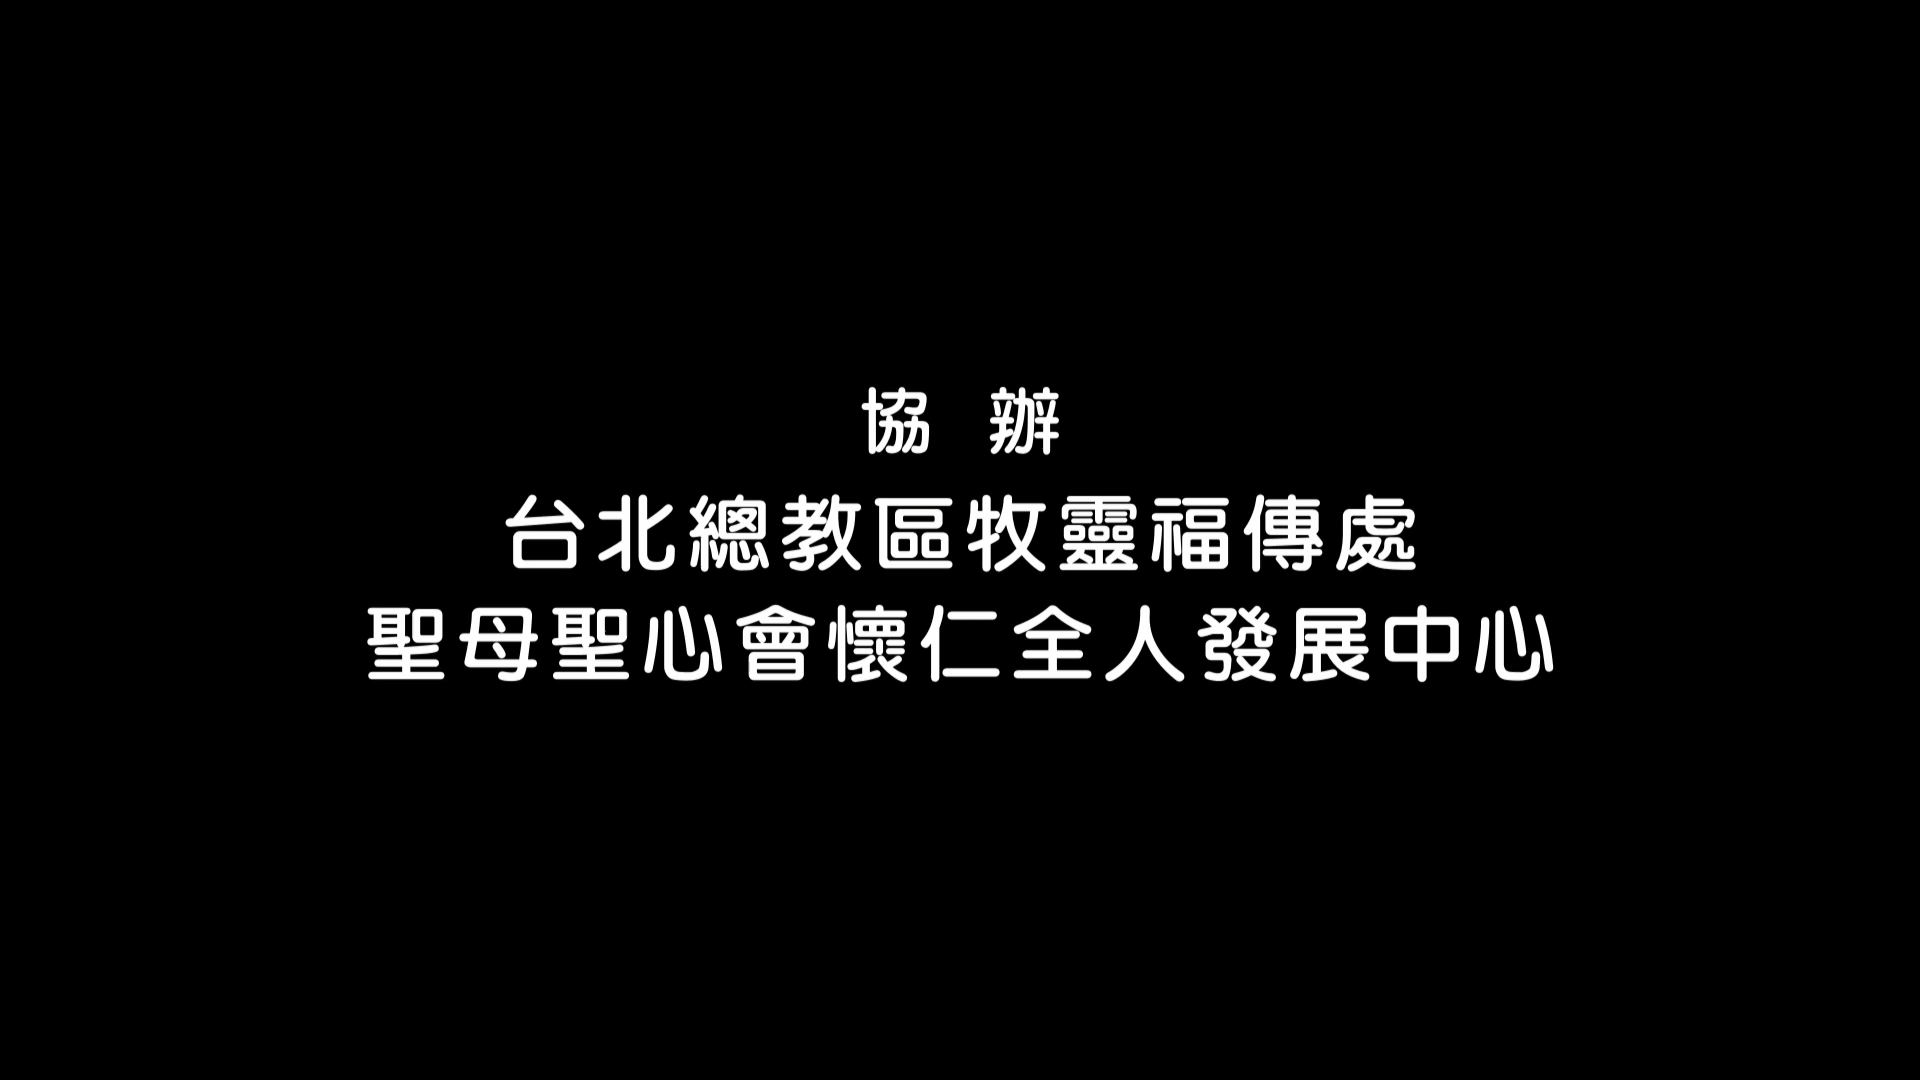 協 辦
台北總教區牧靈福傳處
聖母聖心會懷仁全人發展中心